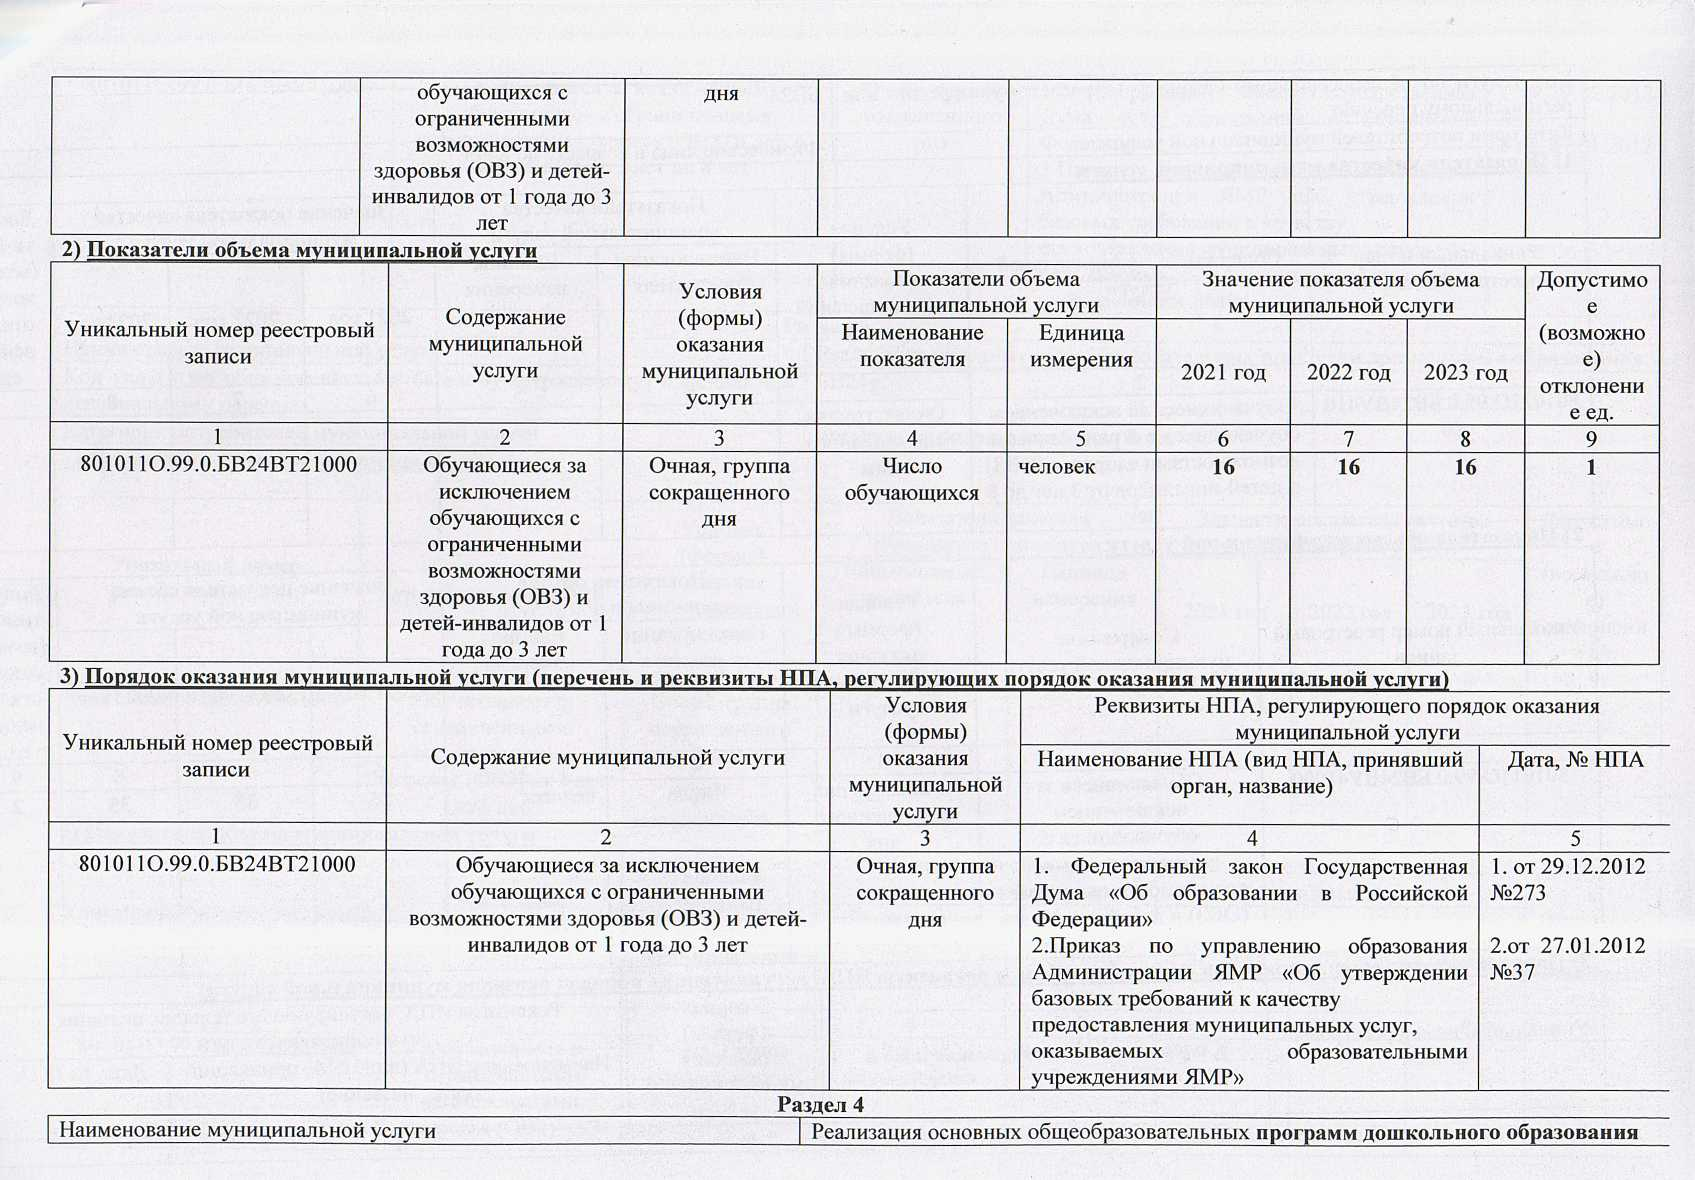 обучающихся с
ограниченными
возможностями
здоровья (ОВЗ) и детей-
инвалидов от 1 года до 3
лет
дня
2) Показатели объема муниципальной услуги
Уникальный номер реестровый
записи
Содержание
муниципальной
услуги
Условия
(формы)
оказания
муниципальной
услуги
Показатели объема
муниципальной услуги
Значение показателя объема
муниципальной услуги
Допустимо
е
(возможно
е)
отклонени
е ед.
Наименование
показателя
Единица
измерения
2021 год
2022 год
2023 год
1
2
3
4
5
6
7
8
9
801011О.99.0.БВ24ВТ21000
Обучающиеся за
исключением
обучающихся с
ограниченными
возможностями
здоровья (ОВЗ) и
детей-инвалидов от 1
года до 3 лет
Очная, группа
сокращенного
дня
Число
обучающихся
человек
16
16
16
1
3) Порядок оказания муниципальной услуги (перечень и реквизиты НПА, регулирующих порядок оказания муниципальной услуги)
Уникальный номер реестровый
записи
Содержание муниципальной услуги
Условия
(формы)
оказания
муниципальной
услуги
Реквизиты НПА, регулирующего порядок оказания
муниципальной услуги
Наименование НПА (вид НПА, принявший
орган, название)
Дата, № НПА
1
2
3
4
5
801011О.99.0.БВ24ВТ21000
Обучающиеся за исключением
обучающихся с ограниченными
возможностями здоровья (ОВЗ) и детей-
инвалидов от 1 года до 3 лет
Очная, группа
сокращенного
дня
1. Федеральный закон Государственная
Дума «Об образовании в Российской
Федерации»
2.Приказ по управлению образования
Администрации ЯМР «Об утверждении
базовых требований к качеству
предоставления муниципальных услуг,
оказываемых образовательными
учреждениями ЯМР»
1. от 29.12.2012
№273
2.от 27.01.2012
№37
Раздел 4
Наименование муниципальной услуги
Реализация основных общеобразовательных программ дошкольного образования